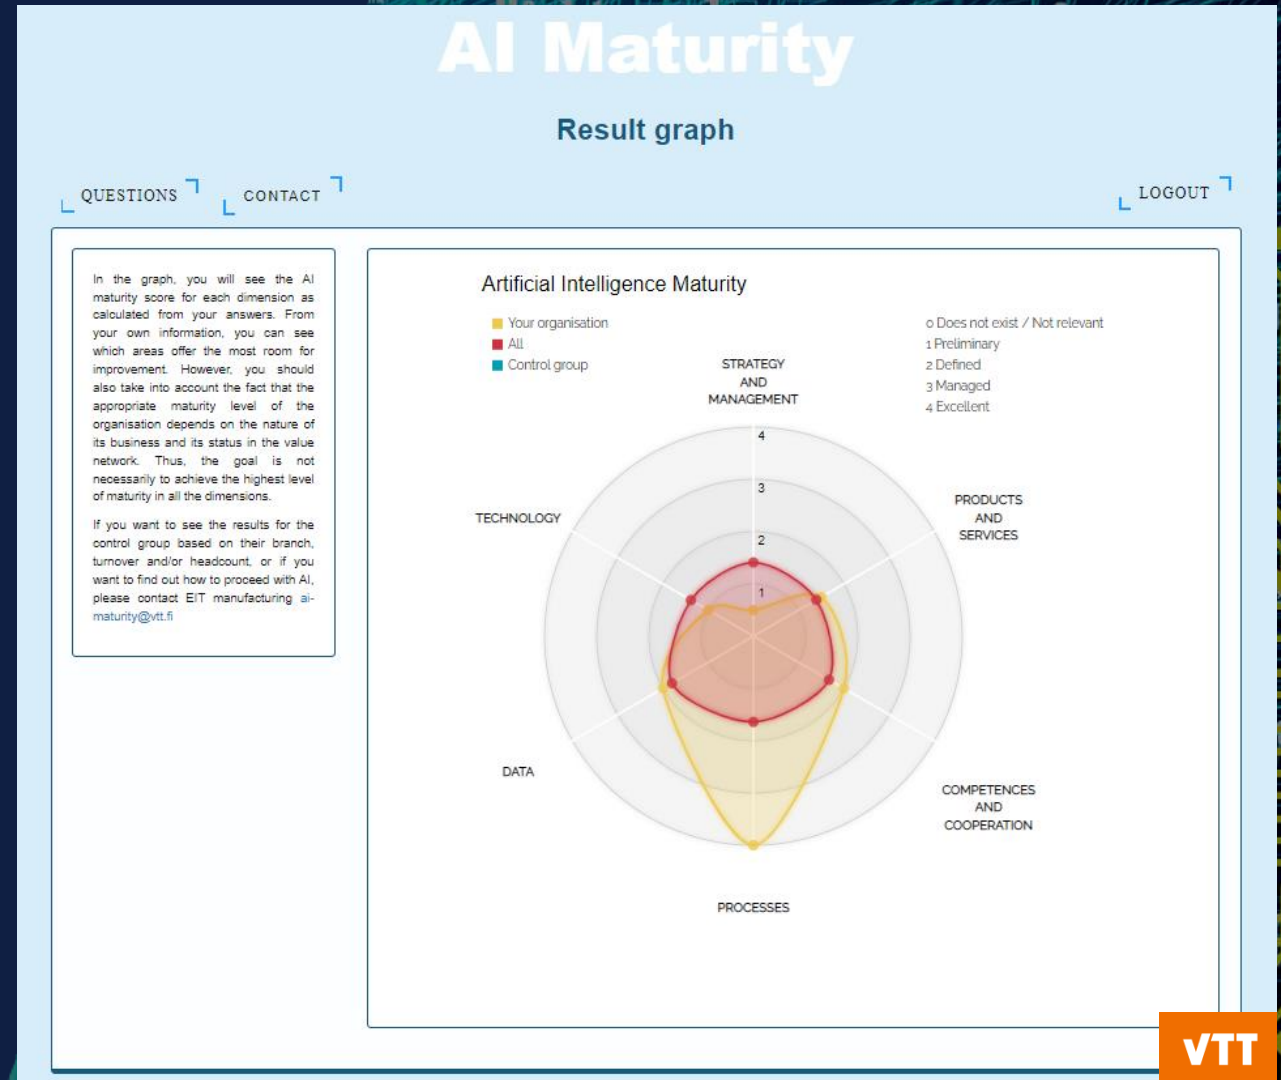 AI Maturity
Result graph
QUESTIONS
CONTACT
LOGOUT
In the graph, you will see the AI
maturity score for each dimension as
calculated from your answers. From
your own information, you can see
which areas offer the most room for
improvement. However, you should
also take into account the fact that the
appropriate maturity level of the
organisation depends on the nature of
its business and its status in the value
network. Thus, the goal is not
necessarily to achieve the highest level
of maturity in all the dimensions.
If you want to see the results for the
control group based on their branch,
turnover and/or headcount, or if you
want to find out how to proceed with AI,
please contact EIT manufacturing ai-
maturity@vtt.fi
Artificial Intelligence Maturity
Your organisation
All
Control group
0 Does not exist / Not relevant
1 Preliminary
2 Defined
3 Managed
4 Excellent
STRATEGY
AND
MANAGEMENT
4
3
2
1
PRODUCTS
AND
SERVICES
TECHNOLOGY
DATA
COMPETENCES
AND
COOPERATION
PROCESSES
VTT